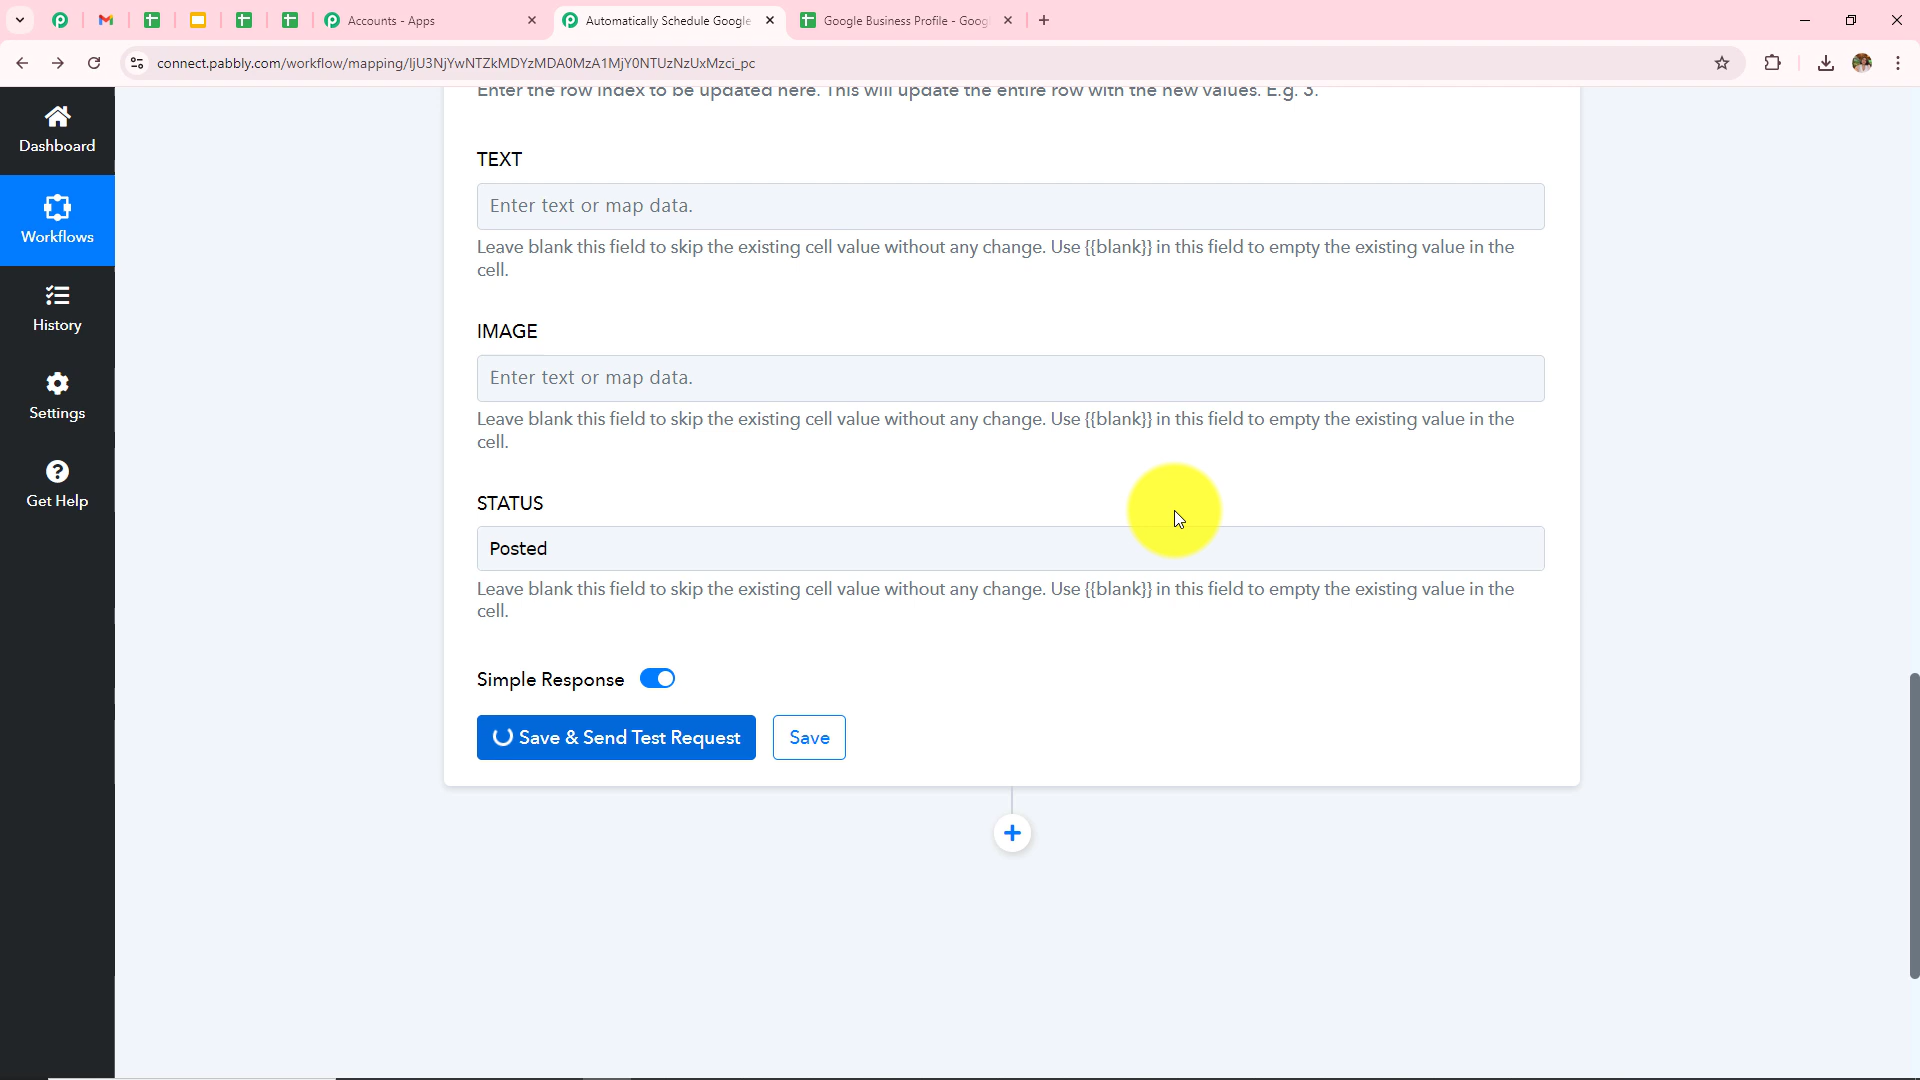 Accounts - Apps
Automatically Schedule Google
Google Business Profile - Goog
connect.pabbly.com/workflow/mapping/IjU3NjYwNTZkMDYzMDA0MzA1MjY0NTUzNzUxMzci_pc
Enter the row index to be updated here. This will update the entire row with the new values. E.g. 3.
Dashboard
Workflows
History
Settings
Get Help
TEXT
Enter text or map data.
Leave blank this field to skip the existing cell value without any change. Use {{blank}} in this field to empty the existing value in the
cell.
IMAGE
Enter text or map data.
Leave blank this field to skip the existing cell value without any change. Use {{blank}} in this field to empty the existing value in the
cell.
STATUS
Posted
Leave blank this field to skip the existing cell value without any change. Use {{blank}} in this field to empty the existing value in the
cell.
Simple Response
Save & Send Test Request
Save